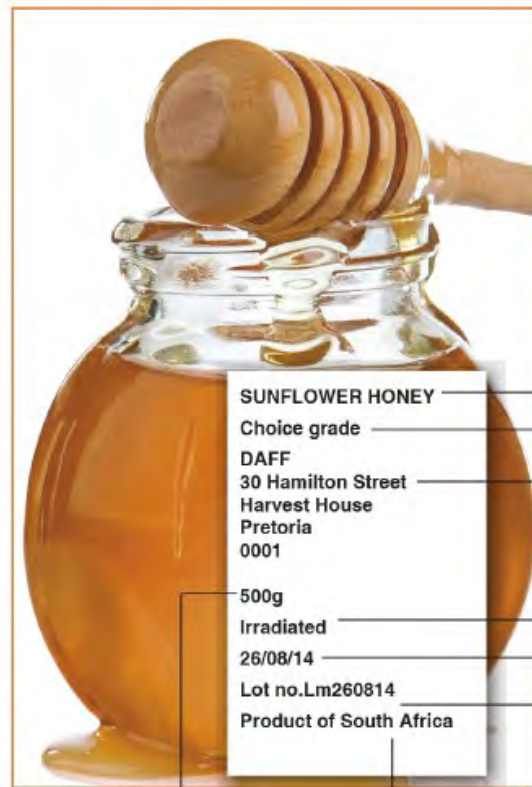 SUNFLOWER HONEY
Choice grade
DAFF
30 Hamilton Street
Harvest House
Pretoria
0001
500g
Irradiated
26/08/14
Lot no.Lm260814
Product of South Africa